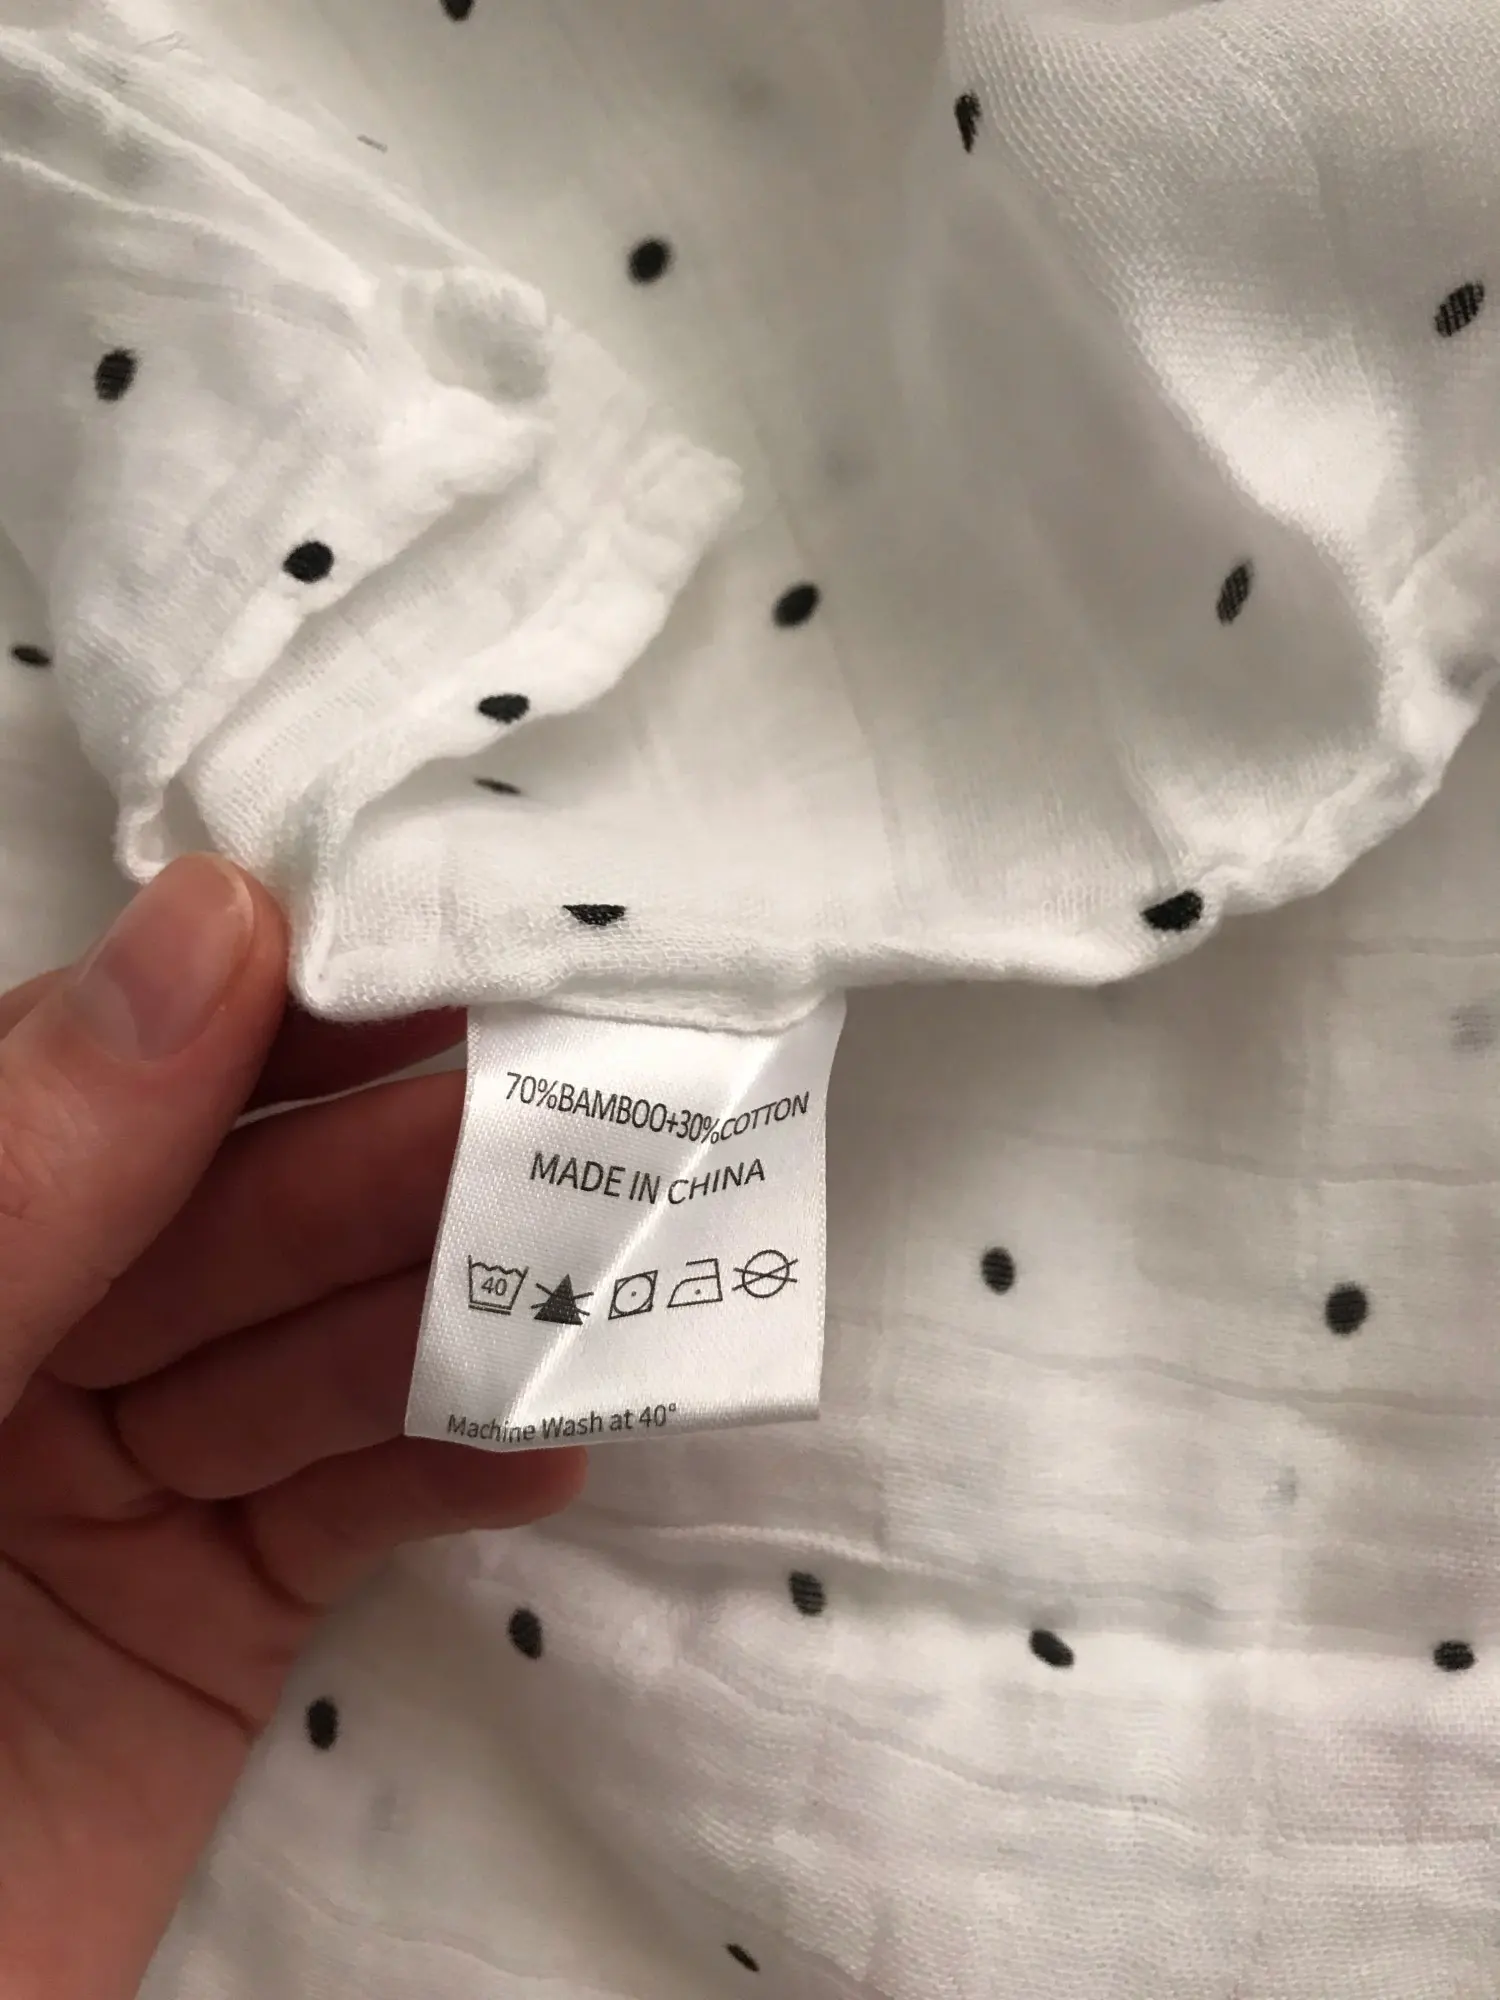 70%BAMBOO+30%COTTON
MADE IN CHINA
40
Machine Wash at 40°